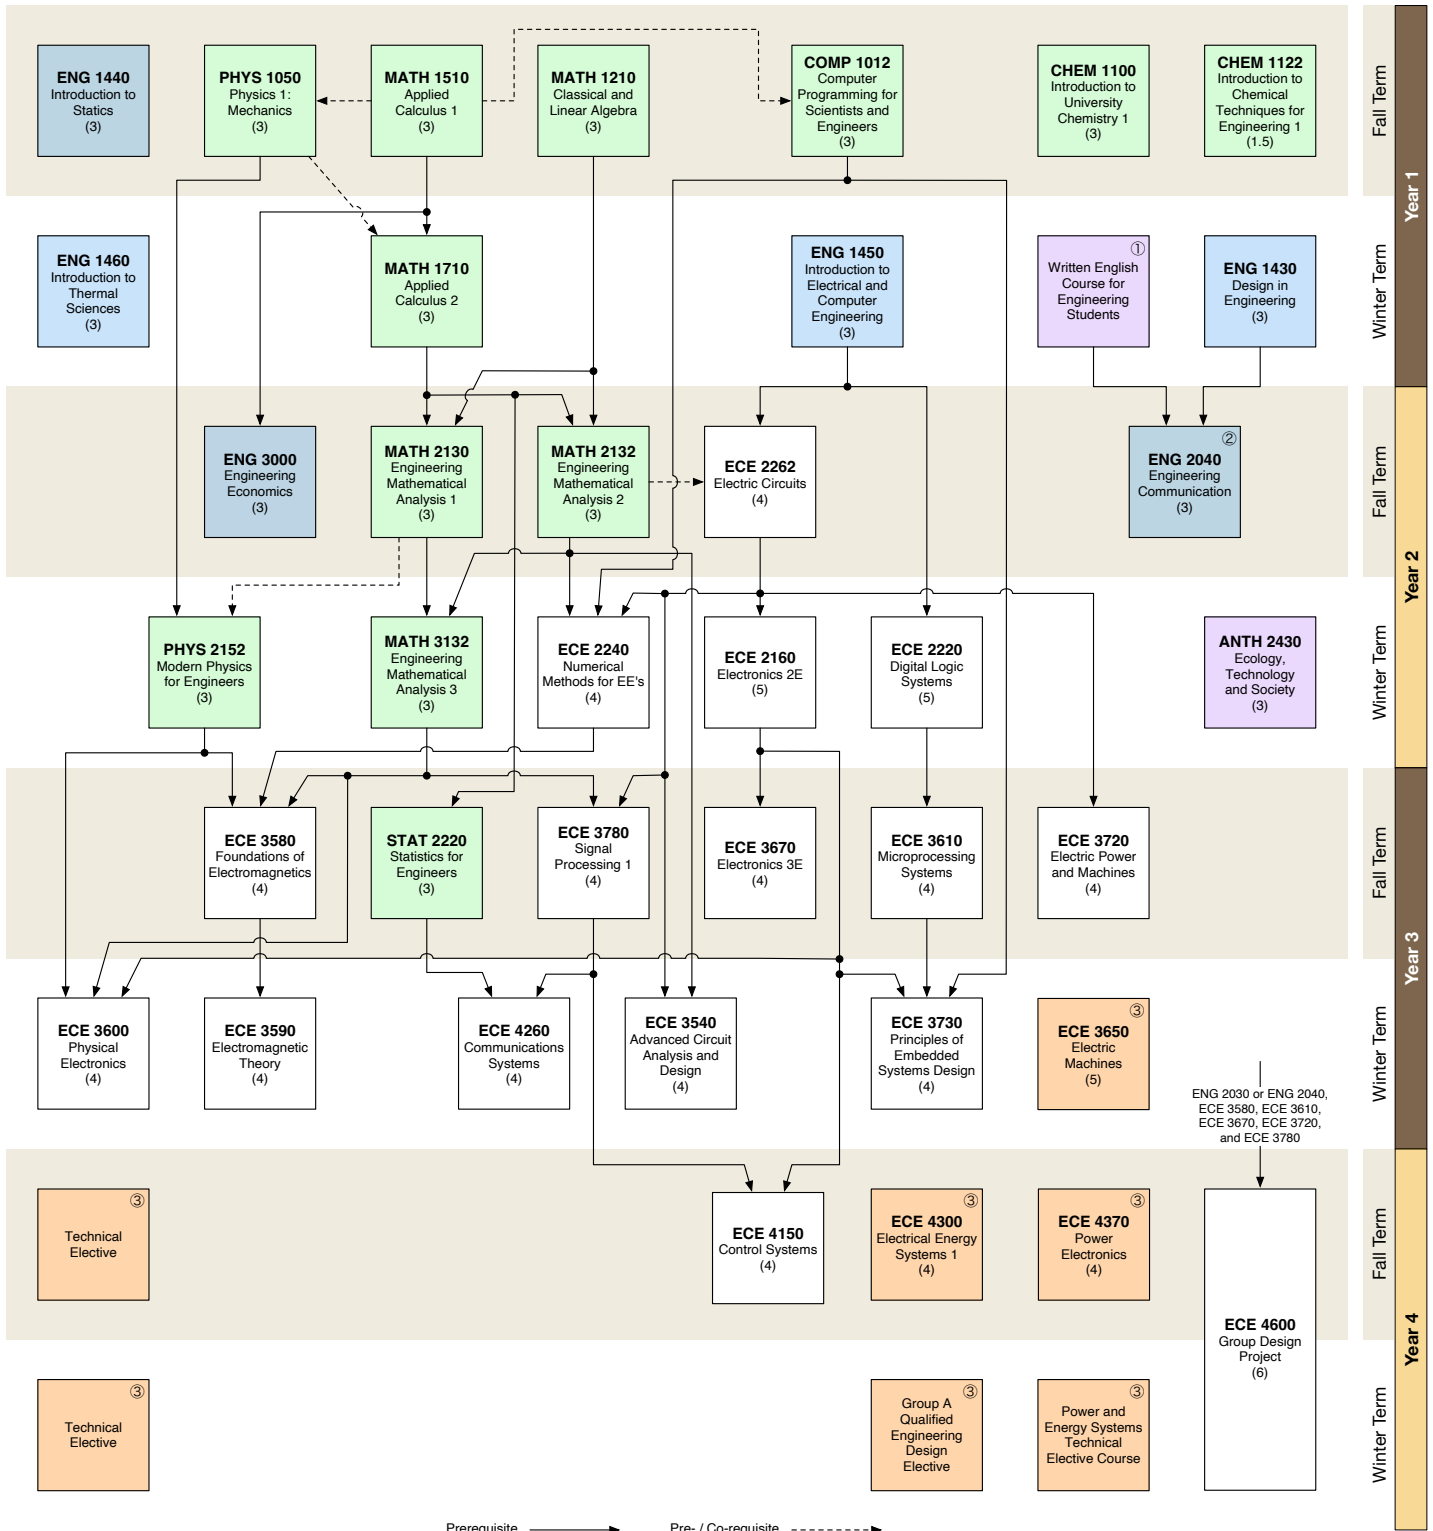 ENG 1440
Introduction to
Statics
(3)
PHYS 1050
Physics 1:
Mechanics
(3)
MATH 1510
Applied
Calculus 1
(3)
MATH 1210
Classical and
Linear Algebra
(3)
COMP 1012
Computer
Programming for
Scientists and
Engineers
(3)
CHEM 1100
Introduction to
University
Chemistry 1
(3)
CHEM 1122
Introduction to
Chemical
Techniques for
Engineering 1
(1.5)
Fall Term
Year 1
ENG 1460
Introduction to
Thermal
Sciences
(3)
MATH 1710
Applied
Calculus 2
(3)
ENG 1450
Introduction to
Electrical and
Computer
Engineering
(3)
①
Written English
Course for
Engineering
Students
ENG 1430
Design in
Engineering
(3)
Winter Term
ENG 3000
Engineering
Economics
(3)
MATH 2130
Engineering
Mathematical
Analysis 1
(3)
MATH 2132
Engineering
Mathematical
Analysis 2
(3)
ECE 2262
Electric Circuits
(4)
②
ENG 2040
Engineering
Communication
(3)
Fall Term
Year 2
PHYS 2152
Modern Physics
for Engineers
(3)
MATH 3132
Engineering
Mathematical
Analysis 3
(3)
ECE 2240
Numerical
Methods for EE's
(4)
ECE 2160
Electronics 2E
(5)
ECE 2220
Digital Logic
Systems
(5)
ANTH 2430
Ecology,
Technology
and Society
(3)
Winter Term
ECE 3580
Foundations of
Electromagnetics
(4)
STAT 2220
Statistics for
Engineers
(3)
ECE 3780
Signal
Processing 1
(4)
ECE 3670
Electronics 3E
(4)
ECE 3610
Microprocessing
Systems
(4)
ECE 3720
Electric Power
and Machines
(4)
Fall Term
Year 3
ECE 3600
Physical
Electronics
(4)
ECE 3590
Electromagnetic
Theory
(4)
ECE 4260
Communications
Systems
(4)
ECE 3540
Advanced Circuit
Analysis and
Design
(4)
ECE 3730
Principles of
Embedded
Systems Design
(4)
③
ECE 3650
Electric
Machines
(5)
ENG 2030 or ENG 2040,
ECE 3580, ECE 3610,
ECE 3670, ECE 3720,
and ECE 3780
Winter Term
③
Technical
Elective
ECE 4150
Control Systems
(4)
③
ECE 4300
Electrical Energy
Systems 1
(4)
③
ECE 4370
Power
Electronics
(4)
ECE 4600
Group Design
Project
(6)
Fall Term
Year 4
③
Technical
Elective
③
Group A
Qualified
Engineering
Design
Elective
③
Power and
Energy Systems
Technical
Elective Course
Winter Term
Prerequisite
Pre- / Co-requisite